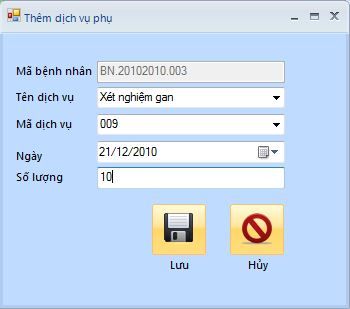 Thêm dịch vụ phụ
Mã bệnh nhân BN.20102010.003
Tên dịch vụ Xét nghiệm gan
Mã dịch vụ 009
Ngày 21/12/2010
Số lượng 10
Lưu Hủy